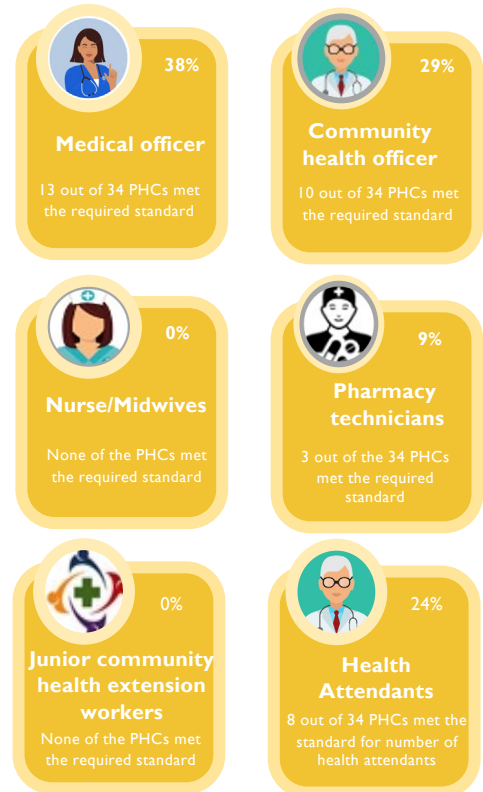 38%
Medical officer
13 out of 34 PHCs met
the required standard
29%
Community
health officer
10 out of 34 PHCs met
the required standard
0%
Nurse/Midwives
None of the PHCs met
the required standard
9%
Pharmacy
technicians
3 out of the 34 PHCs
met the required
standard
0%
Junior community
health extension
workers
None of the PHCs met
the required standard
24%
Health
Attendants
8 out of 34 PHCs met the
standard for number of
health attendants